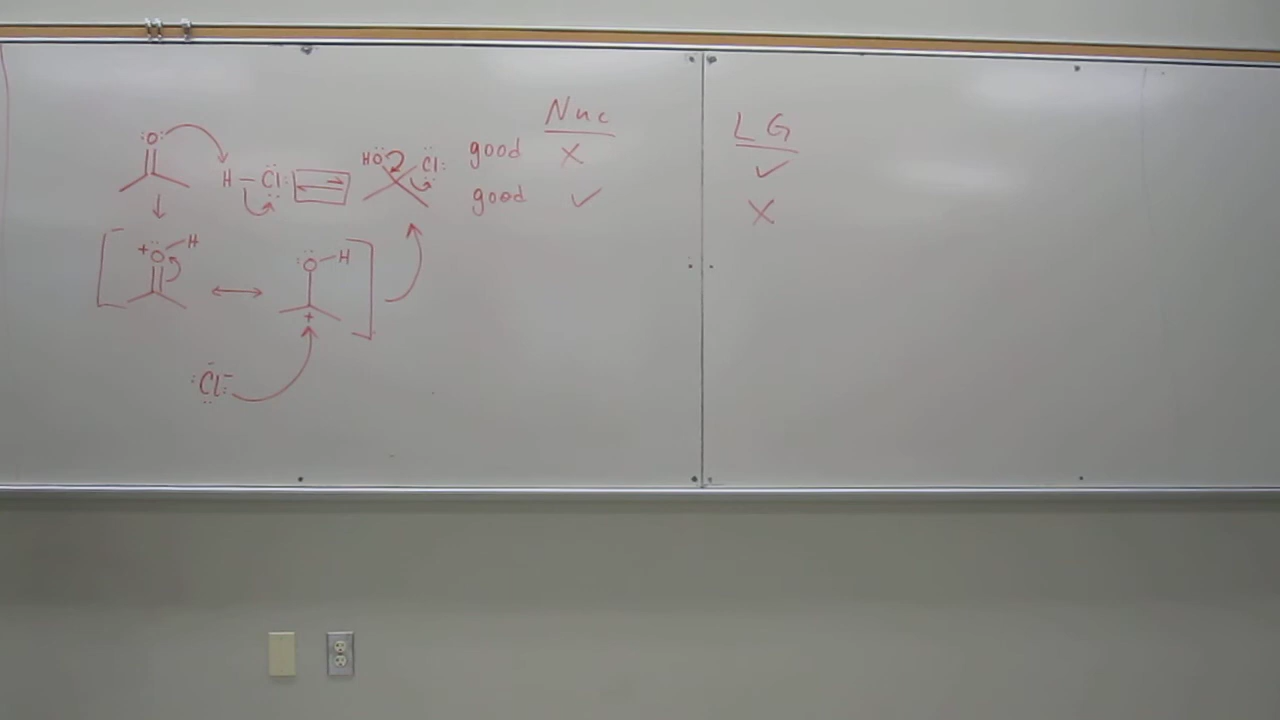 Nuc LG
:O: H–Cl: HO Cl: good X ✓
good ✓ X
+O–H :O–H
+
:Cl:–